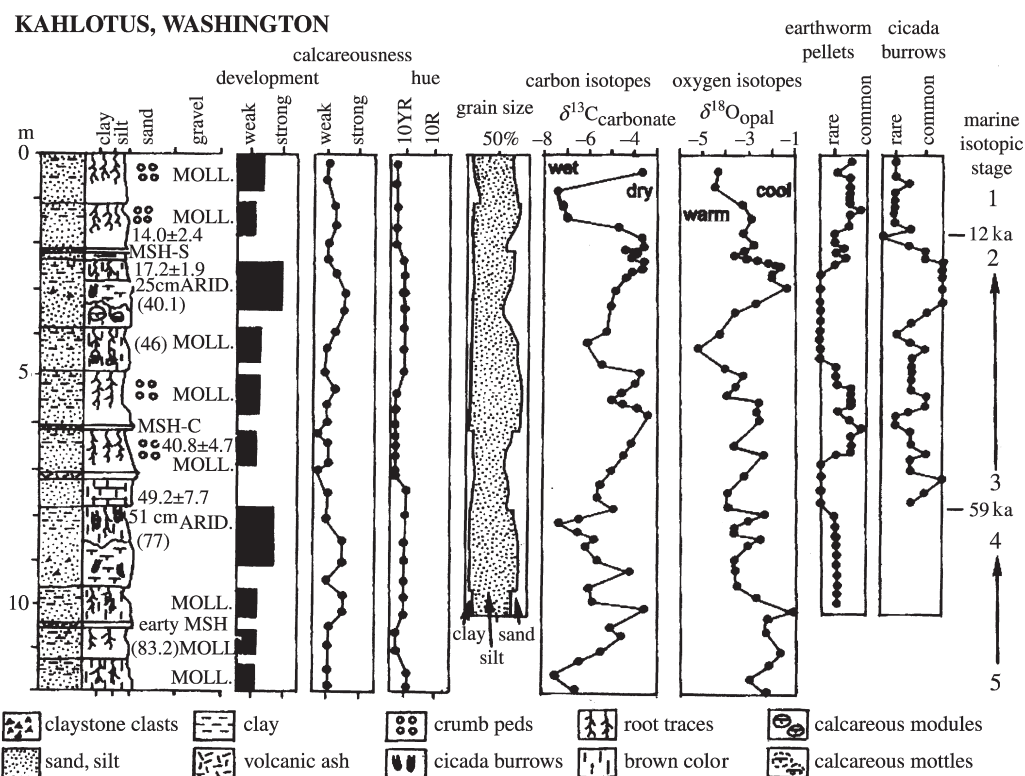 KAHLOTUS, WASHINGTON
earthworm pellets
cicada burrows
calcareousness
development
hue
carbon isotopes
oxygen isotopes
grain size
δ13Ccarbonate
δ18Oopal
m
clay
silt
sand
gravel
weak
strong
weak
strong
10YR
10R
50%
−8 −6 −4
−5 −3 −1
rare
common
rare
common
marine isotopic stage
0
wet
dry
cool
warm
MOLL.
1
MOLL.
14.0±2.4
12 ka
MSH-S
2
17.2±1.9
25cm ARID.
(40.1)
(46) MOLL.
5
MOLL.
MSH-C
40.8±4.7
MOLL.
3
49.2±7.7
59 ka
51 cm ARID.
(77)
4
10
MOLL.
earty MSH
(83.2)MOLL
MOLL.
5
clay
sand
silt
claystone clasts
clay
crumb peds
root traces
calcareous modules
sand, silt
volcanic ash
cicada burrows
brown color
calcareous mottles